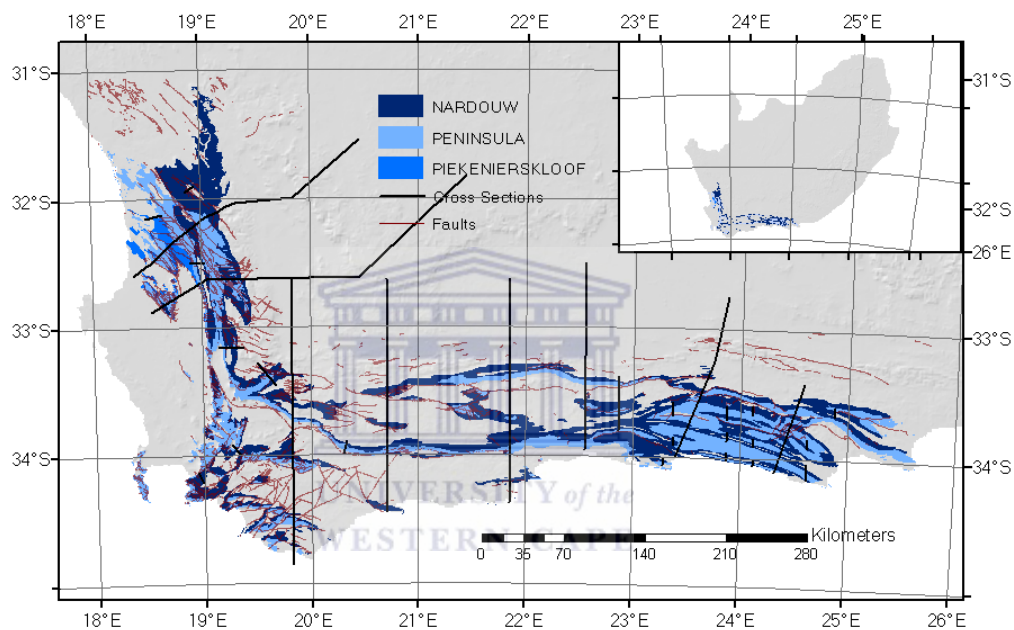 18°E 19°E 20°E 21°E 22°E 23°E 24°E 25°E
31°S
31°S
NARDOUW
PENINSULA
PIEKENIERSKLOOF
Cross Sections
Faults
32°S
32°S
26°E
33°S
33°S
34°S
34°S
UNIVERSITY of the
WESTERN CAPE
Kilometers
0 35 70 140 210 280
18°E 19°E 20°E 21°E 22°E 23°E 24°E 25°E 26°E